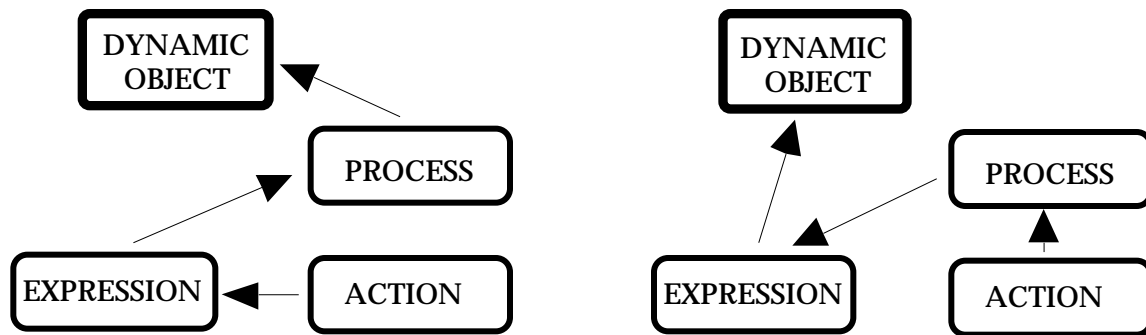 DYNAMIC
OBJECT
PROCESS
EXPRESSION
ACTION
DYNAMIC
OBJECT
PROCESS
EXPRESSION
ACTION